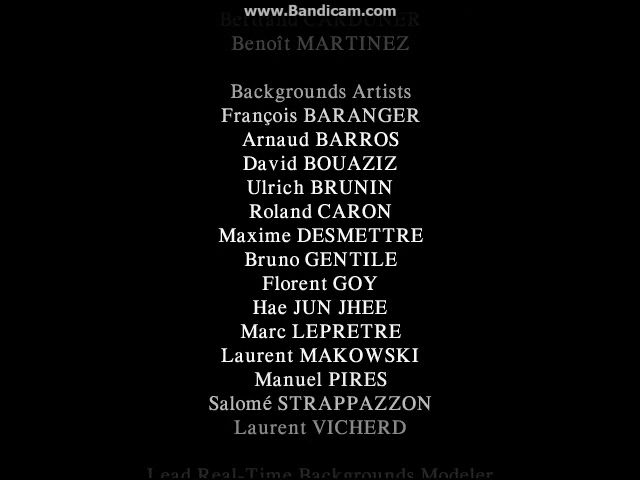 www.Bandicam.com
Bertrand CARDUNER
Benoît MARTINEZ
Backgrounds Artists
François BARANGER
Arnaud BARROS
David BOUAZIZ
Ulrich BRUNIN
Roland CARON
Maxime DESMETTRE
Bruno GENTILE
Florent GOY
Hae JUN JHEE
Marc LEPRETRE
Laurent MAKOWSKI
Manuel PIRES
Salomé STRAPPAZZON
Laurent VICHERD
Lead Real-Time Backgrounds Modeler